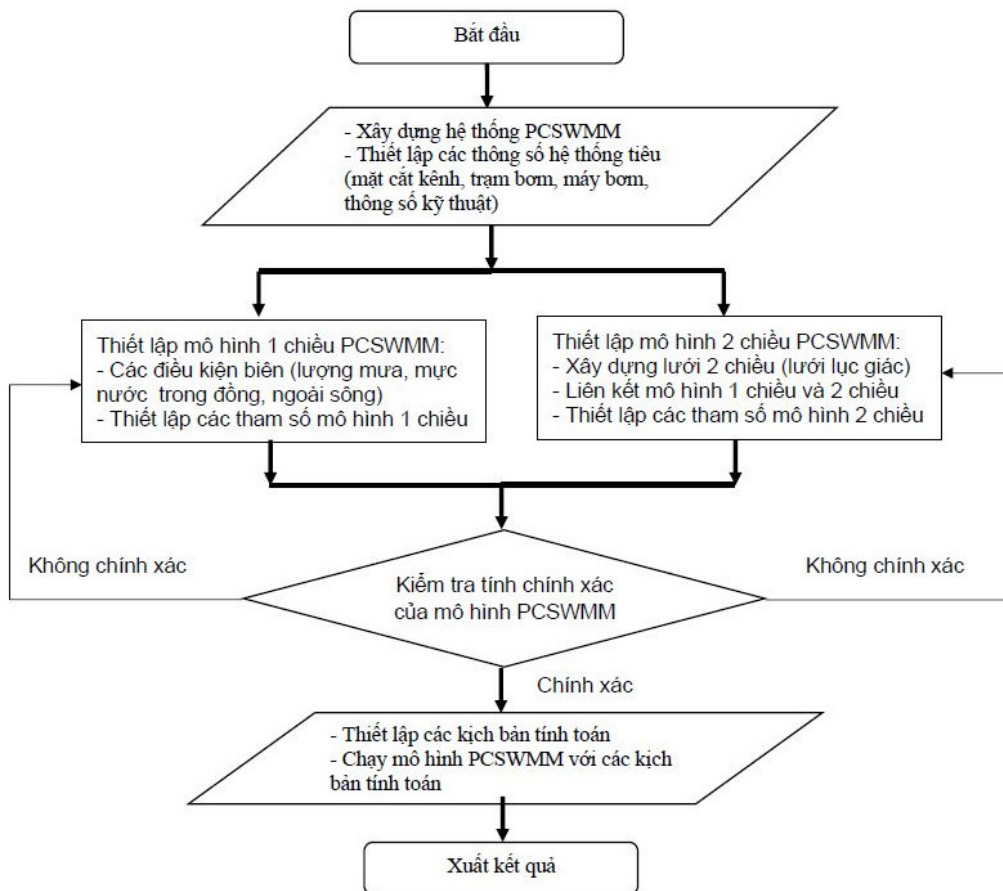 Bắt đầu
- Xây dựng hệ thống PCSWMM
- Thiết lập các thông số hệ thống tiêu
(mặt cắt kênh, trạm bơm, máy bơm,
thông số kỹ thuật)
Thiết lập mô hình 1 chiều PCSWMM:
- Các điều kiện biên (lượng mưa, mực
nước trong đồng, ngoài sông)
- Thiết lập các tham số mô hình 1 chiều
Thiết lập mô hình 2 chiều PCSWMM:
- Xây dựng lưới 2 chiều (lưới lục giác)
- Liên kết mô hình 1 chiều và 2 chiều
- Thiết lập các tham số mô hình 2 chiều
Không chính xác
Kiểm tra tính chính xác
của mô hình PCSWMM
Không chính xác
Chính xác
- Thiết lập các kịch bản tính toán
- Chạy mô hình PCSWMM với các kịch
bản tính toán
Xuất kết quả